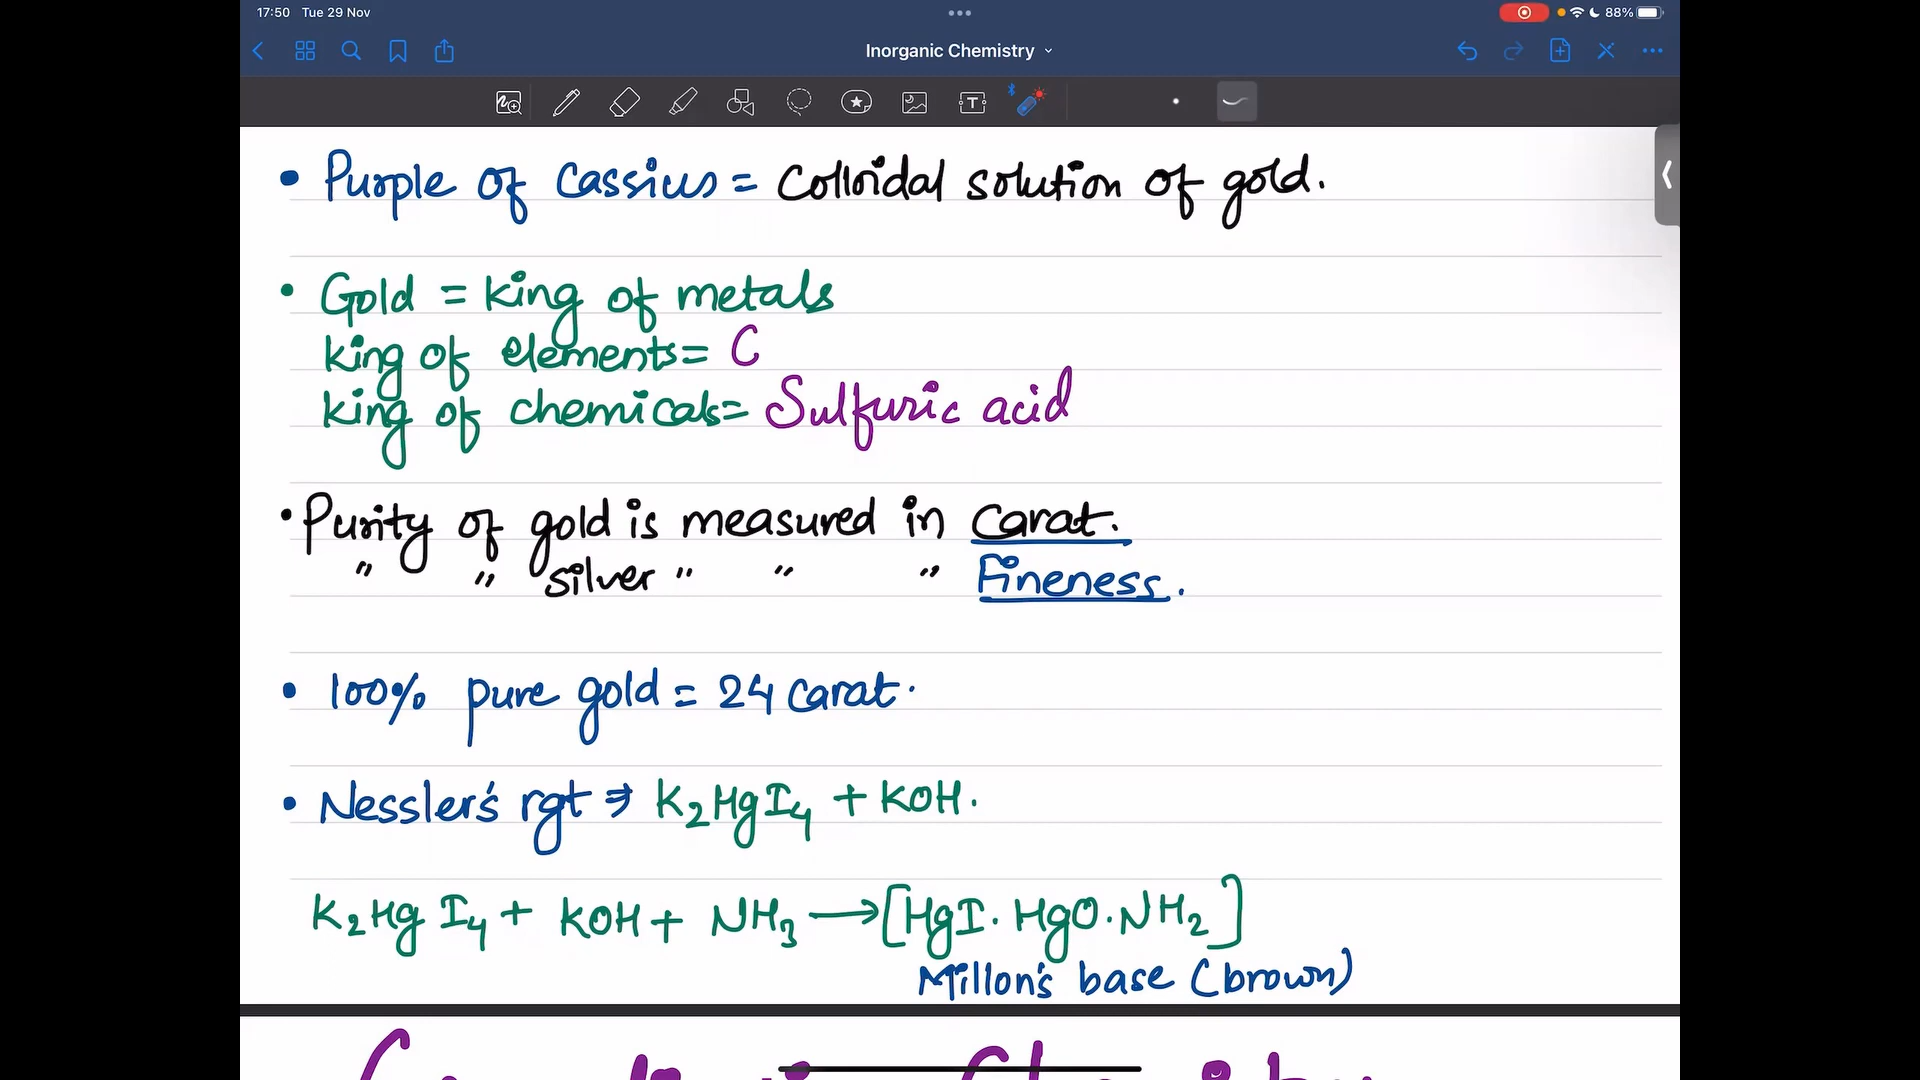 17:50 Tue 29 Nov
88%
Inorganic Chemistry
• Purple of Cassius = Colloidal solution of gold.
• Gold = king of metals
king of elements = C
king of chemicals = Sulfuric acid
• Purity of gold is measured in Carat.
" " silver " " " Fineness.
• 100% pure gold = 24 Carat.
• Nessler's rgt ⇒ K₂HgI₄ + KOH.
K₂HgI₄ + KOH + NH₃ → [HgI·HgO·NH₂]
Millon's base (brown)